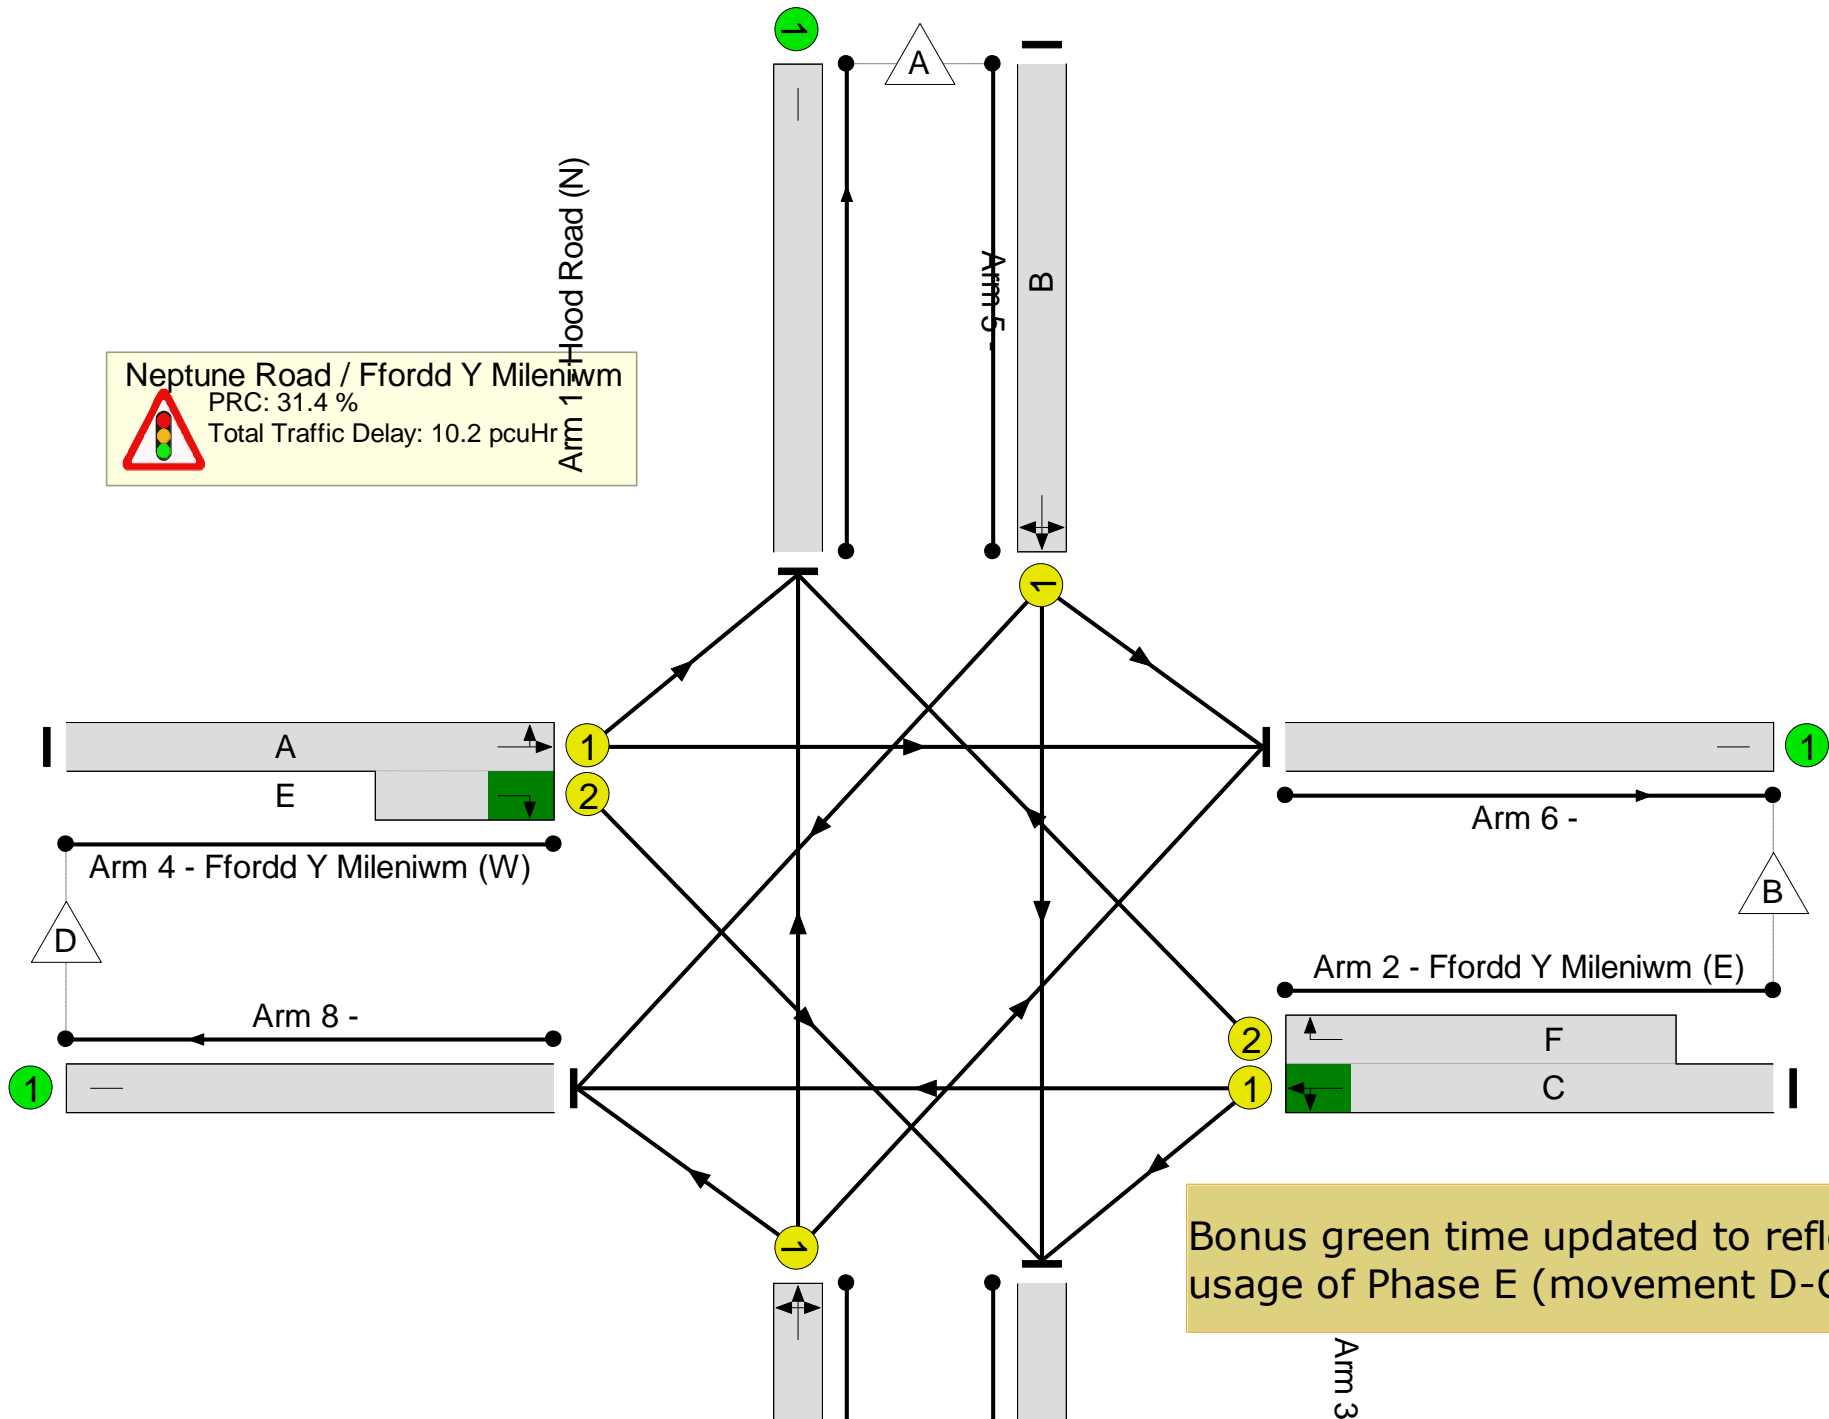 1
A
Arm 1 - Hood Road (N)
Arm 5 -
B
Neptune Road / Ffordd Y Mileniwm
PRC: 31.4 %
Total Traffic Delay: 10.2 pcuHr
1
A
1
1
E
2
Arm 6 -
Arm 4 - Ffordd Y Mileniwm (W)
B
D
Arm 2 - Ffordd Y Mileniwm (E)
Arm 8 -
2
F
1
1
C
1
Bonus green time updated to refl
usage of Phase E (movement D-
Arm 3